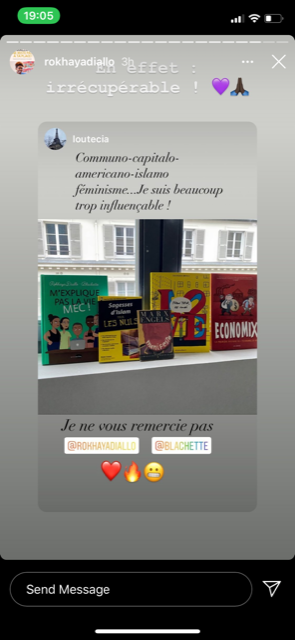 19:05
rokhayadiallo 3h
En effet :
irrécupérable ! 💜🙏🏿
loutecia
Communo-capitalo-
americano-islamo
féminisme...Je suis beaucoup
trop influençable !
M'EXPLIQUE
PAS LA VIE
MEC !
Sagesses
d'Islam
LES NULS
MARX
ENGELS
ECONOMIX
Je ne vous remercie pas
@ROKHAYADIALLO @BLACHETTE
❤️🔥😬
Send Message